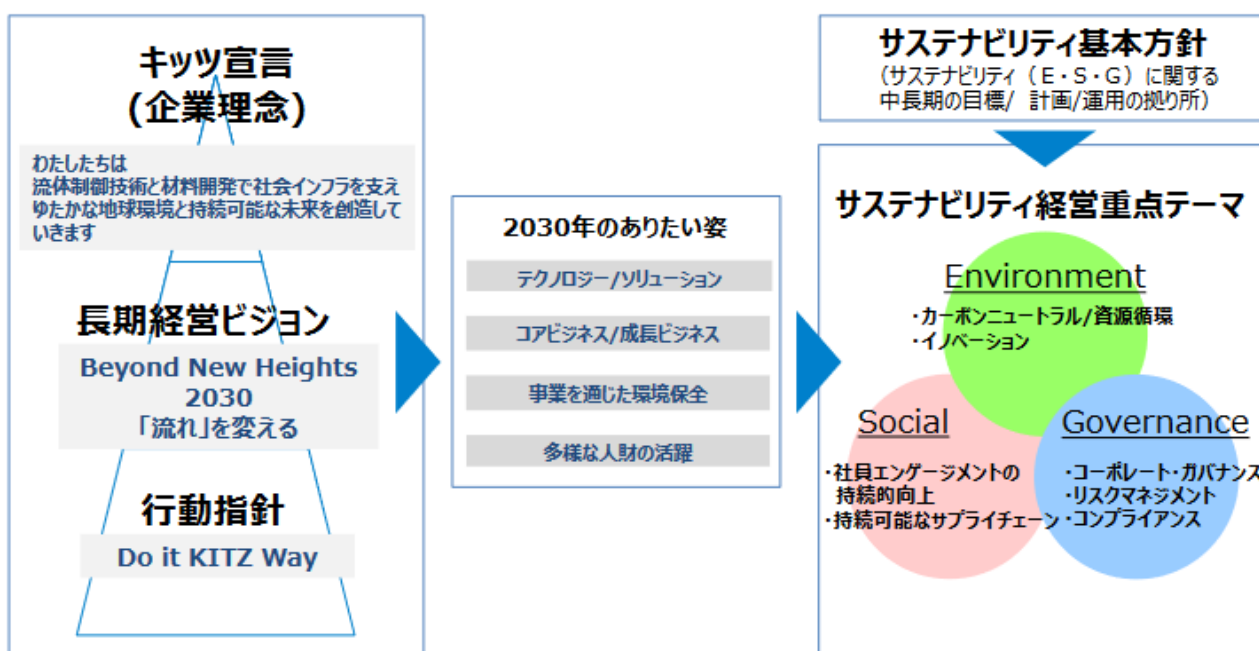 キッツ宣言
(企業理念)
わたしたちは
流体制御技術と材料開発で社会インフラを支え
ゆたかな地球環境と持続可能な未来を創造して
いきます
長期経営ビジョン
Beyond New Heights
2030
「流れ」を変える
行動指針
Do it KITZ Way
2030年のありたい姿
テクノロジー/ソリューション
コアビジネス/成長ビジネス
事業を通じた環境保全
多様な人財の活躍
サステナビリティ基本方針
(サステナビリティ(E・S・G)に関する
中長期の目標/ 計画/運用の拠り所)
サステナビリティ経営重点テーマ
Environment
・カーボンニュートラル/資源循環
・イノベーション
Social
・社員エンゲージメントの
持続的向上
・持続可能なサプライチェーン
Governance
・コーポレート・ガバナンス
・リスクマネジメント
・コンプライアンス